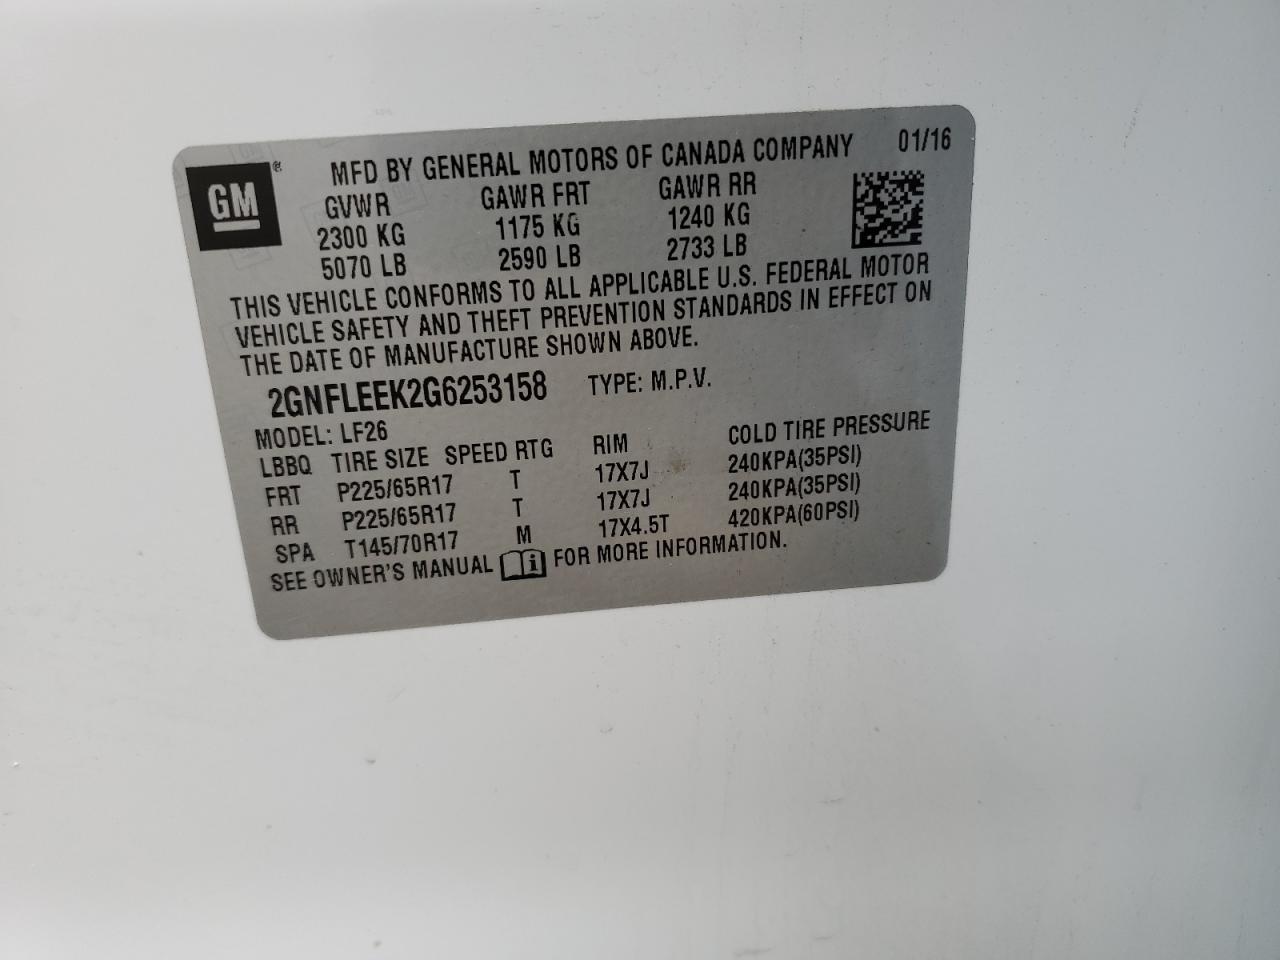 GM ®
MFD BY GENERAL MOTORS OF CANADA COMPANY 01/16
GVWR GAWR FRT GAWR RR
2300 KG 1175 KG 1240 KG
5070 LB 2590 LB 2733 LB
THIS VEHICLE CONFORMS TO ALL APPLICABLE U.S. FEDERAL MOTOR
VEHICLE SAFETY AND THEFT PREVENTION STANDARDS IN EFFECT ON
THE DATE OF MANUFACTURE SHOWN ABOVE.
2GNFLEEK2G6253158 TYPE: M.P.V.
MODEL: LF26
LBBQ TIRE SIZE SPEED RTG RIM COLD TIRE PRESSURE
FRT P225/65R17 T 17X7J 240KPA(35PSI)
RR P225/65R17 T 17X7J 240KPA(35PSI)
SPA T145/70R17 M 17X4.5T 420KPA(60PSI)
SEE OWNER'S MANUAL i FOR MORE INFORMATION.